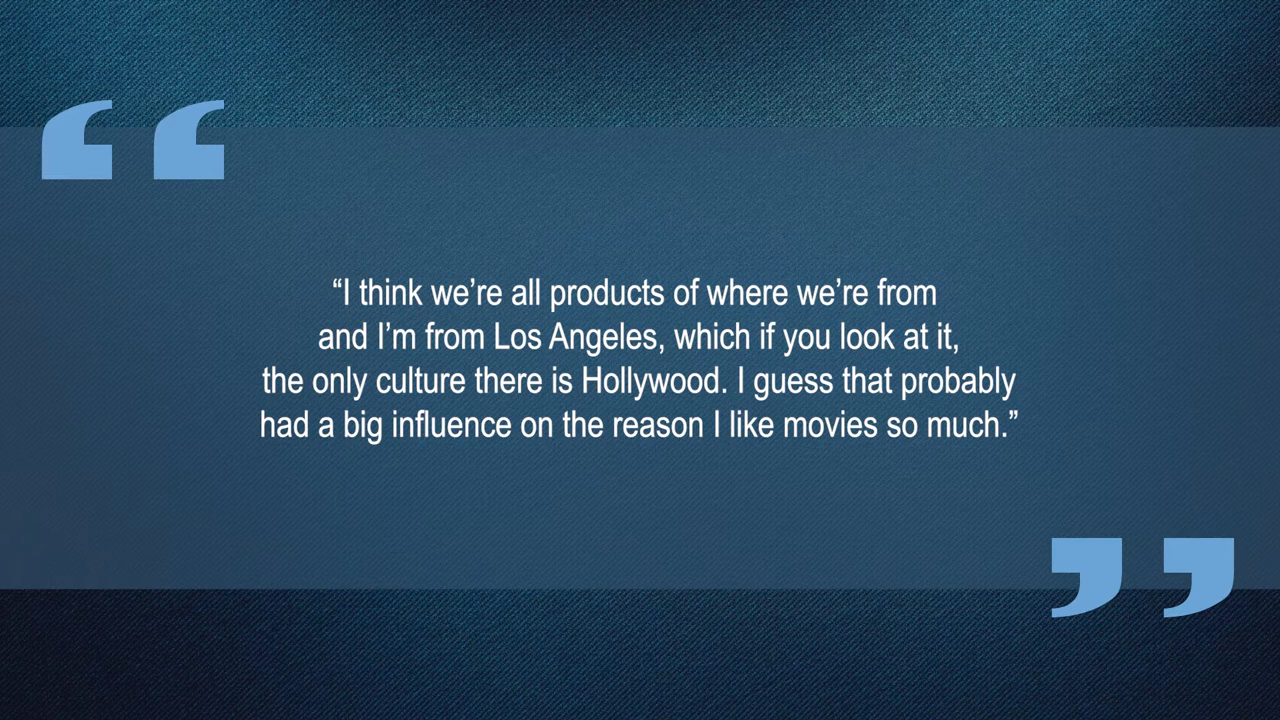 “I think we’re all products of where we’re from
and I’m from Los Angeles, which if you look at it,
the only culture there is Hollywood. I guess that probably
had a big influence on the reason I like movies so much.”